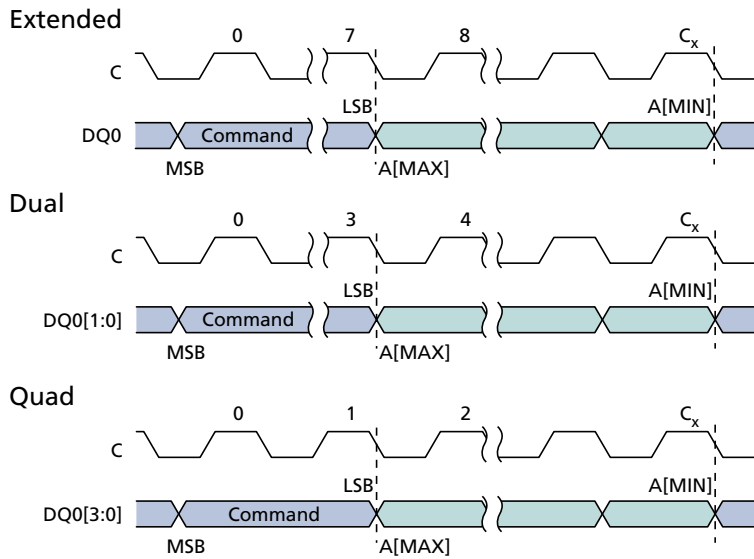 Extended
0 7 8 Cx
C
LSB A[MIN]
DQ0 Command
MSB A[MAX]
Dual
0 3 4 Cx
C
LSB A[MIN]
DQ0[1:0] Command
MSB A[MAX]
Quad
0 1 2 Cx
C
LSB A[MIN]
DQ0[3:0] Command
MSB A[MAX]